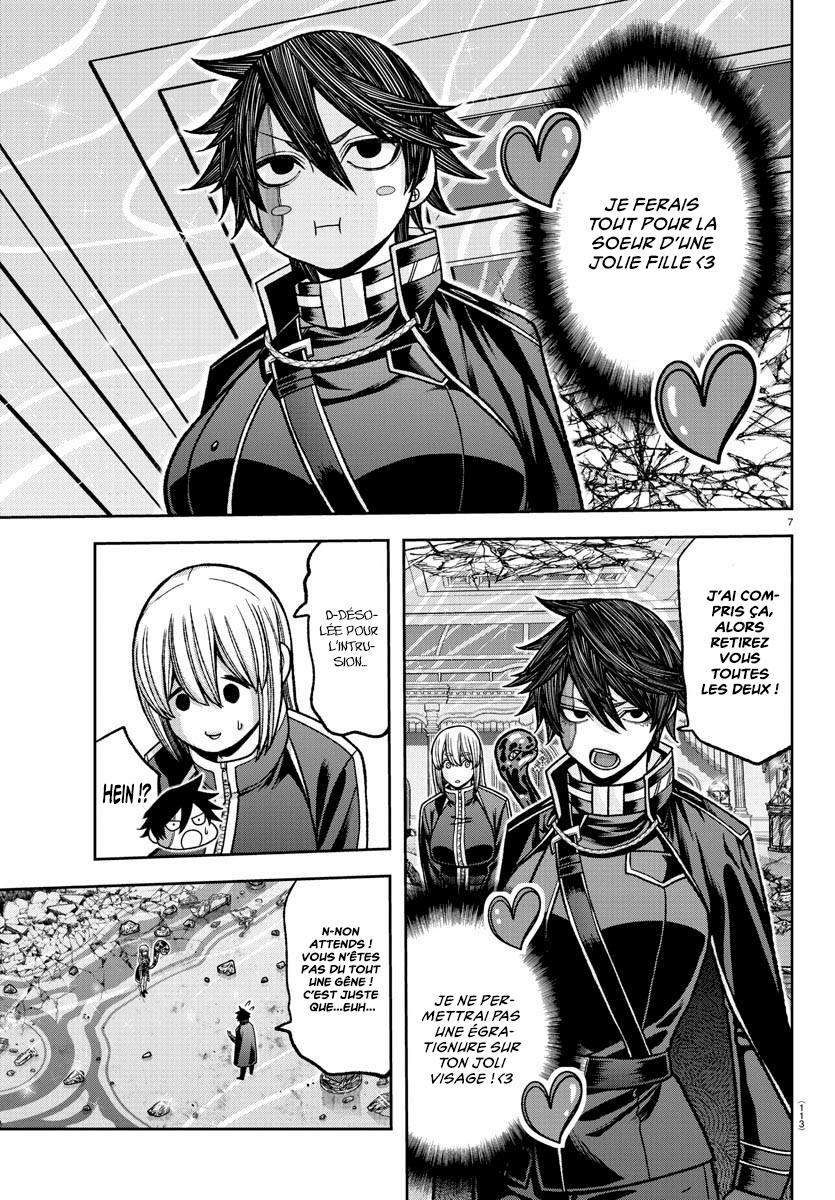 JE FERAIS
TOUT POUR LA
SOEUR D'UNE
JOLIE FILLE <3
7
J'AI COM-
PRIS ÇA,
ALORS
RETIREZ
VOUS
TOUTES
LES DEUX !
JE NE PER-
METTRAI PAS
UNE ÉGRA-
TIGNURE SUR
TON JOLI
VISAGE ! <3
D-DÉSO-
LÉE POUR
L'INTRU-
SION...
HEIN !?
N-NON
ATTENDS !
VOUS N'ÊTES
PAS DU TOUT
UNE GÊNE !
C'EST JUSTE
QUE...EUH...
(113)